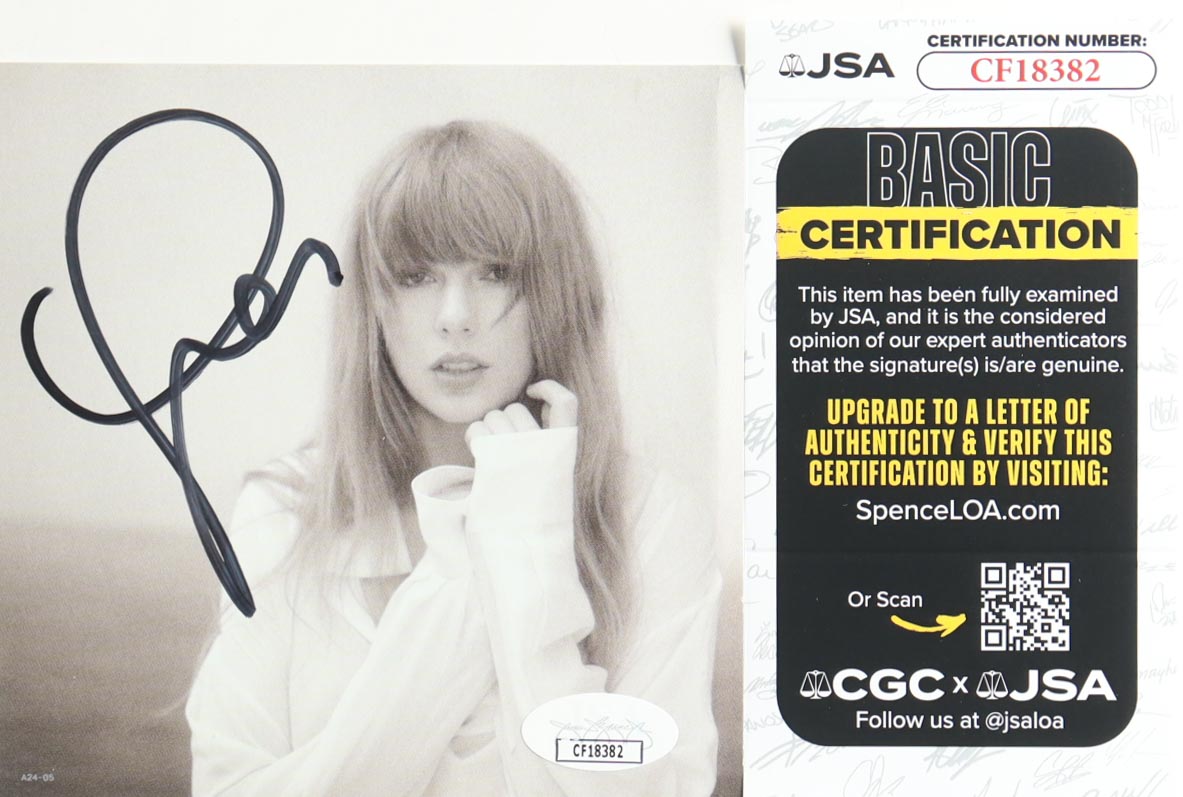 JSA
CERTIFICATION NUMBER:
CF18382
BASIC
CERTIFICATION
This item has been fully examined
by JSA, and it is the considered
opinion of our expert authenticators
that the signature(s) is/are genuine.
UPGRADE TO A LETTER OF
AUTHENTICITY & VERIFY THIS
CERTIFICATION BY VISITING:
SpenceLOA.com
Or Scan
CGC x JSA
Follow us at @jsaloa
CF18382
A24-05